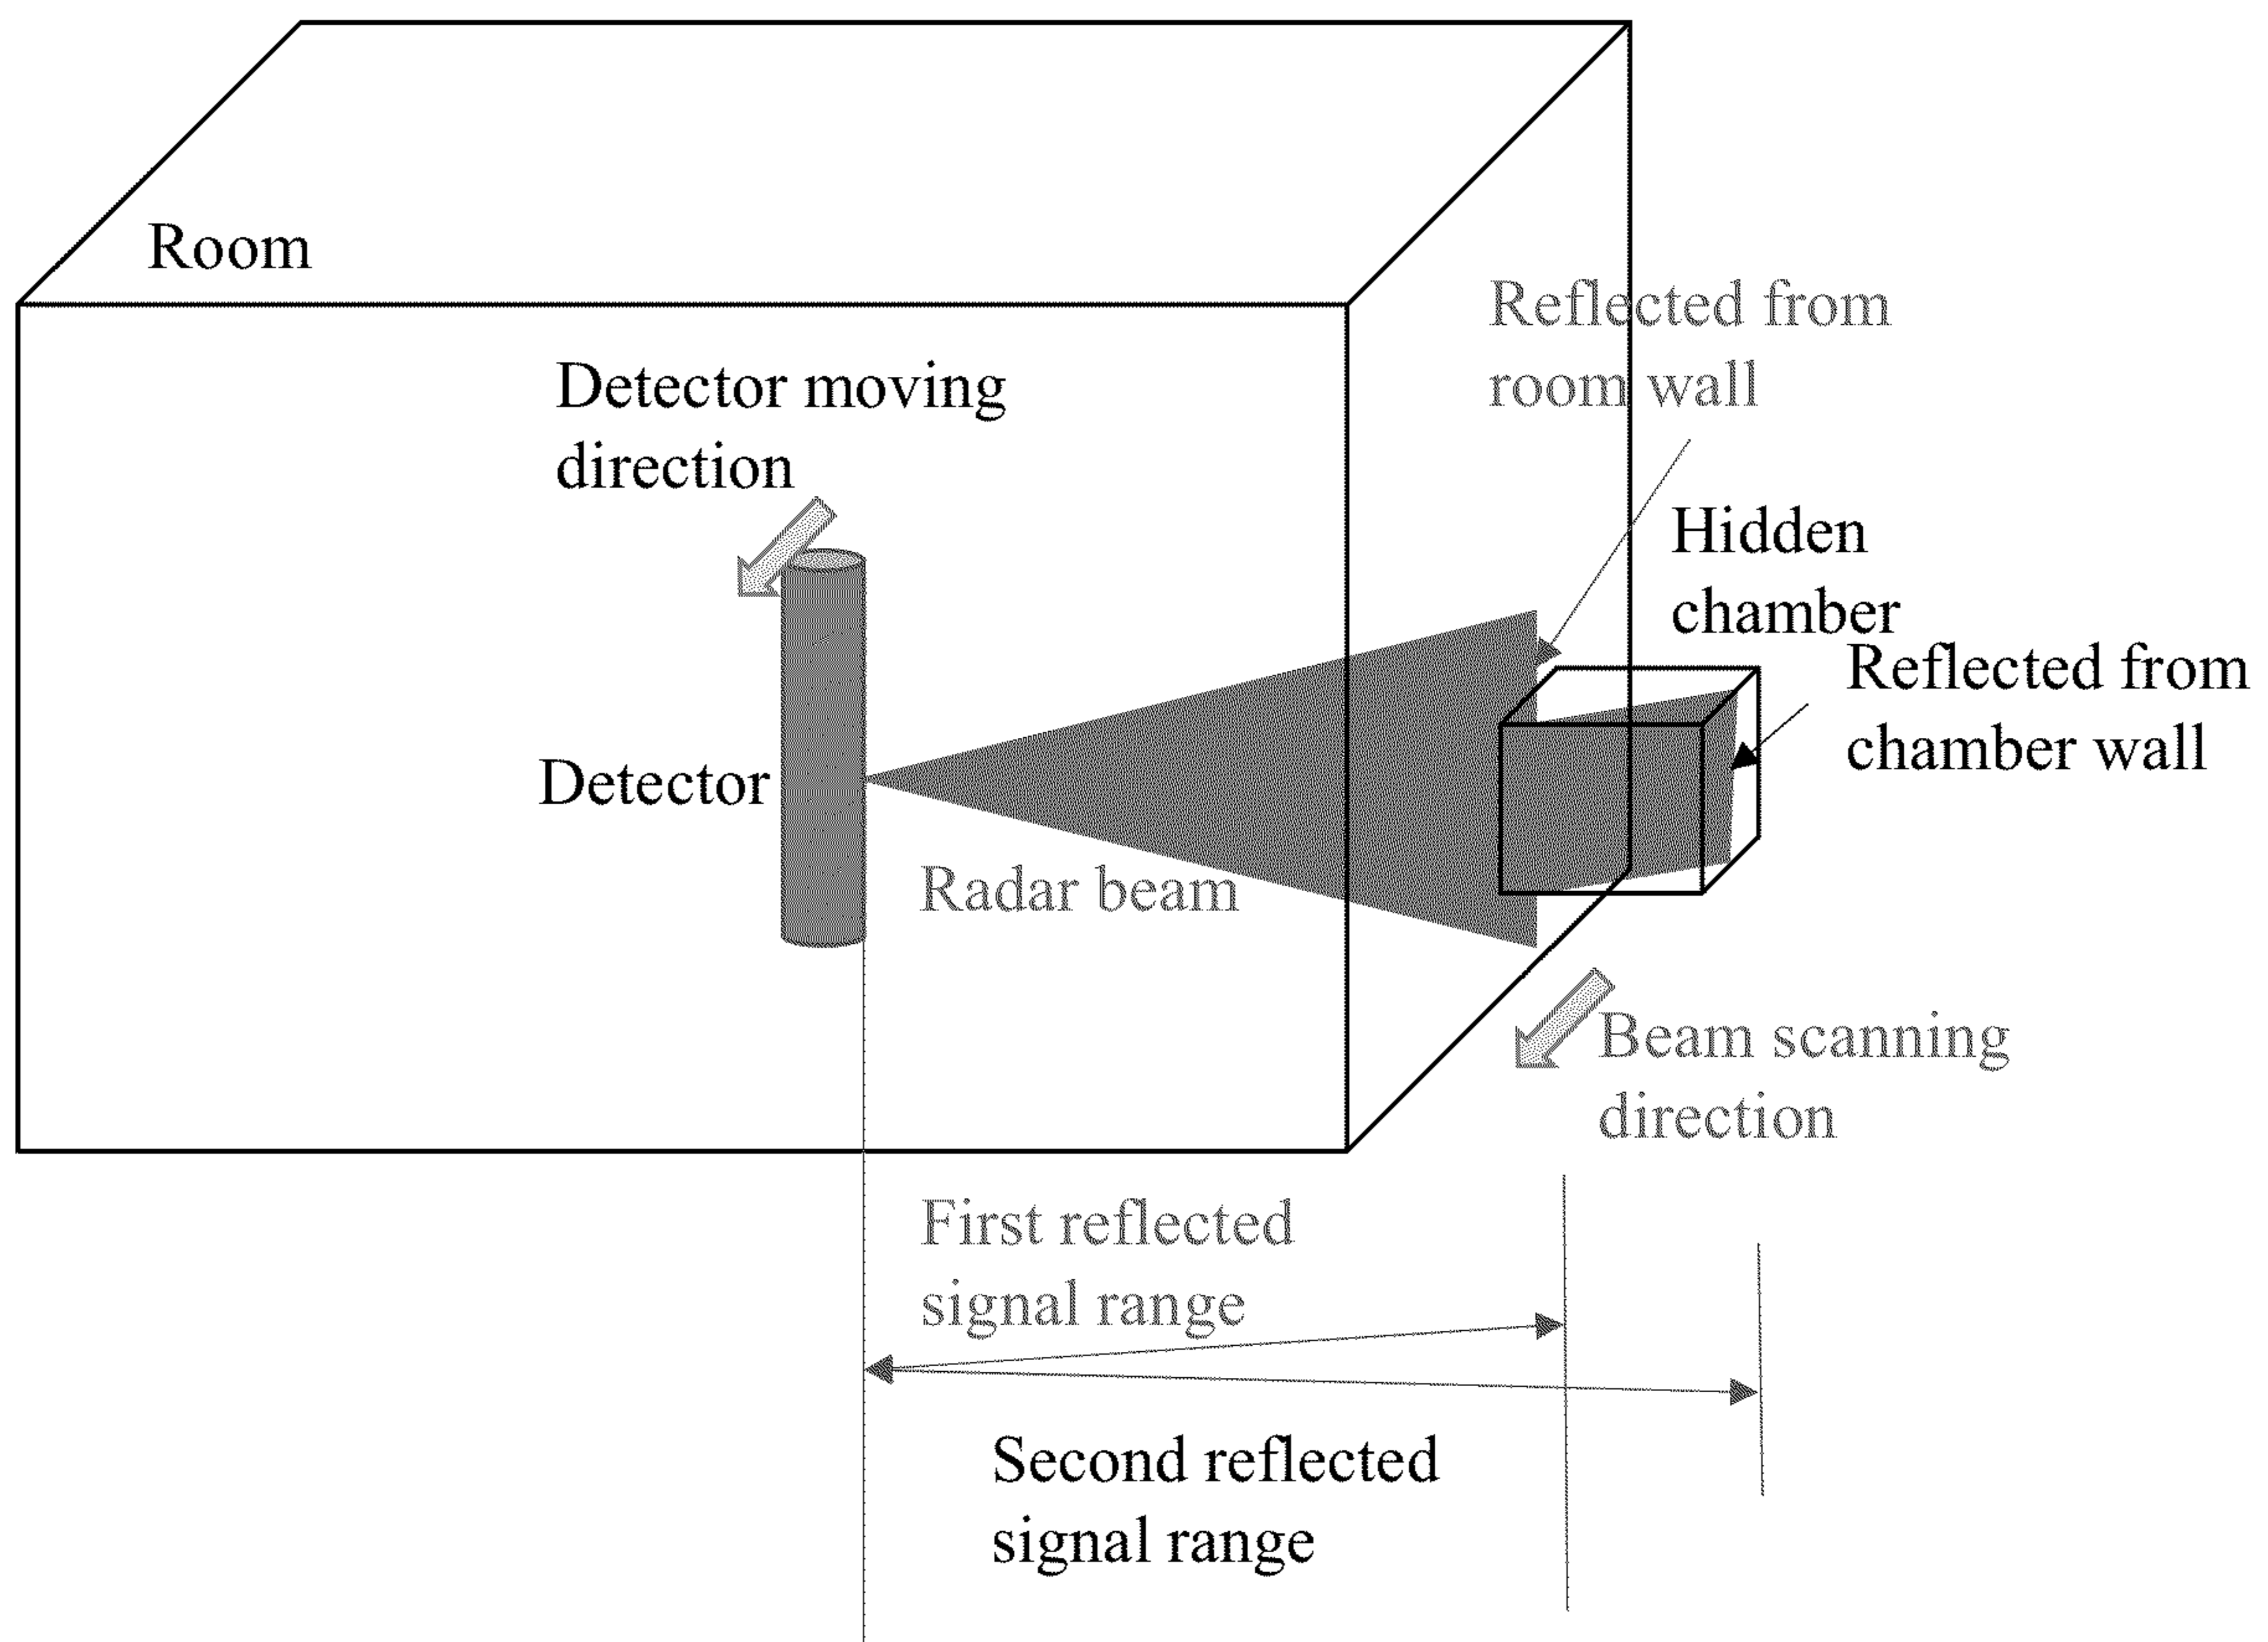 Room
Reflected from
room wall
Detector moving
direction
Hidden
chamber
Reflected from
chamber wall
Detector
Radar beam
Beam scanning
direction
First reflected
signal range
Second reflected
signal range